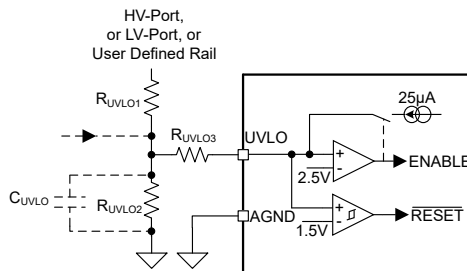 HV-Port,
or LV-Port, or
User Defined Rail
RUVLO1
25µA
RUVLO3
UVLO
+
-
2.5V
ENABLE
CUVLO
RUVLO2
AGND
+
-
1.5V
RESET